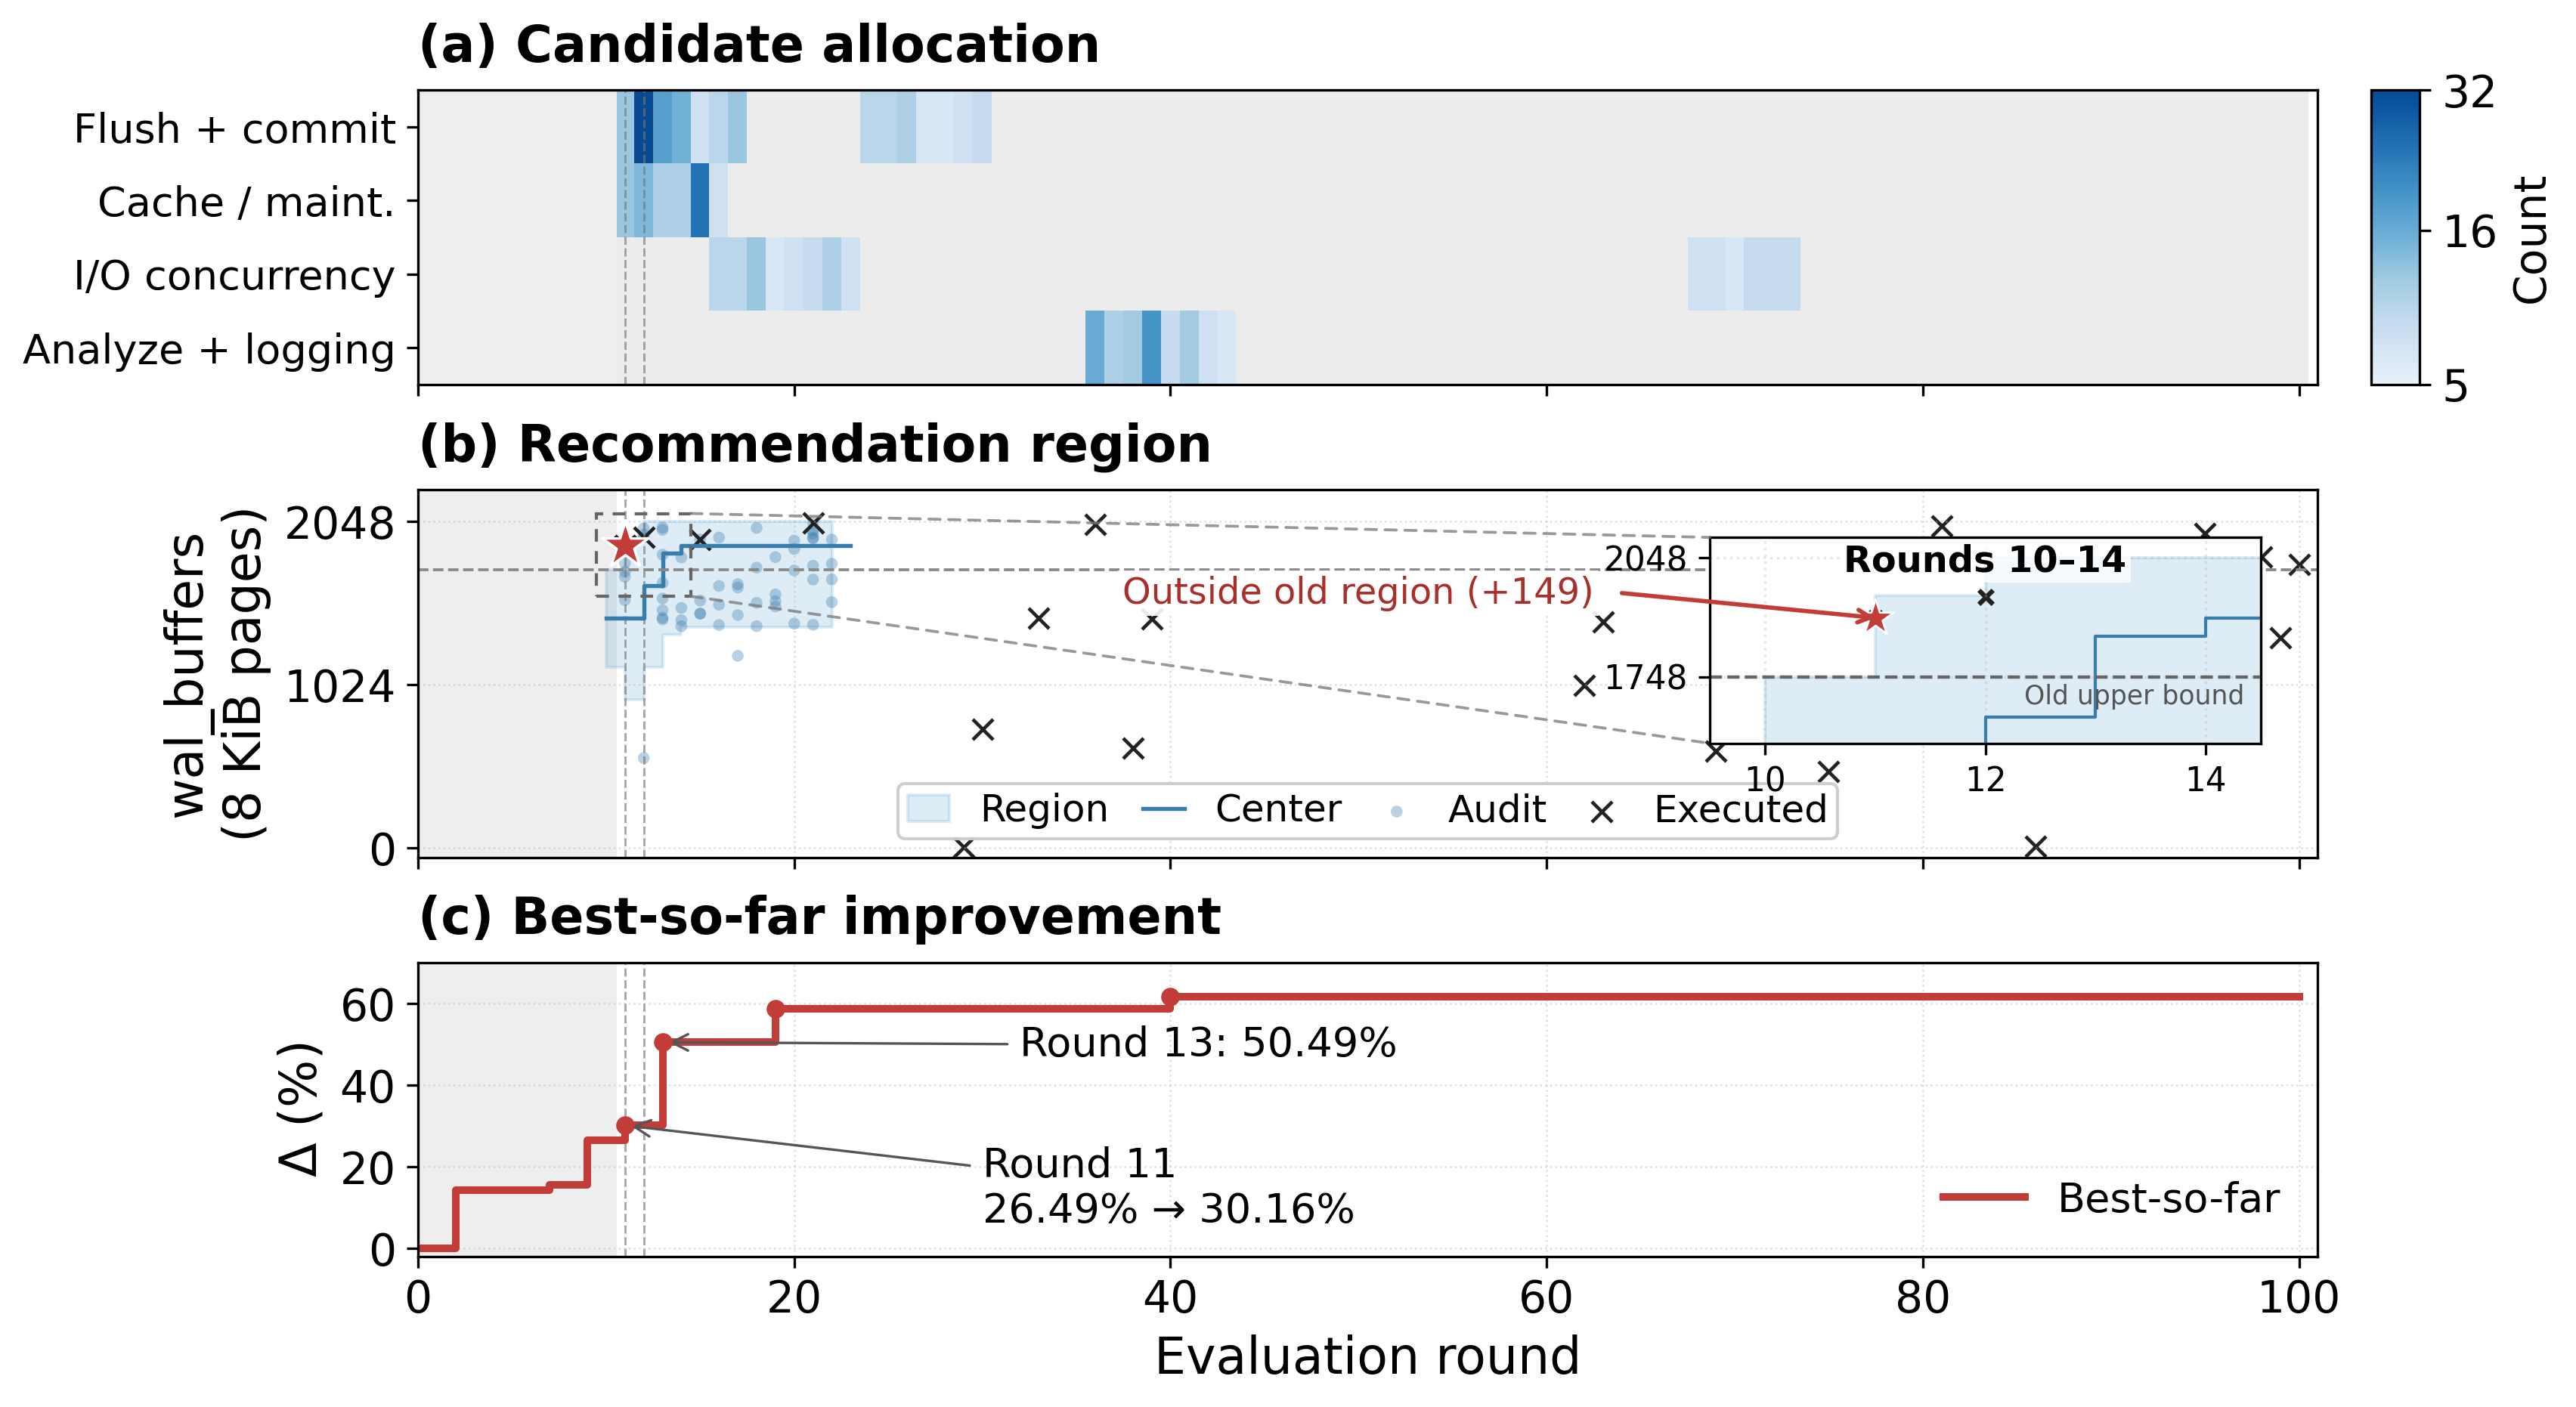 (a) Candidate allocation
Flush + commit
Cache / maint.
I/O concurrency
Analyze + logging
32
16
5
Count
(b) Recommendation region
wal_buffers
(8 KiB pages)
2048
1024
0
Outside old region (+149)
Rounds 10–14
2048
1748
Old upper bound
10 12 14
Region Center Audit Executed
(c) Best-so-far improvement
Δ (%)
60
40
20
0
Round 13: 50.49%
Round 11
26.49% → 30.16%
Best-so-far
0 20 40 60 80 100
Evaluation round